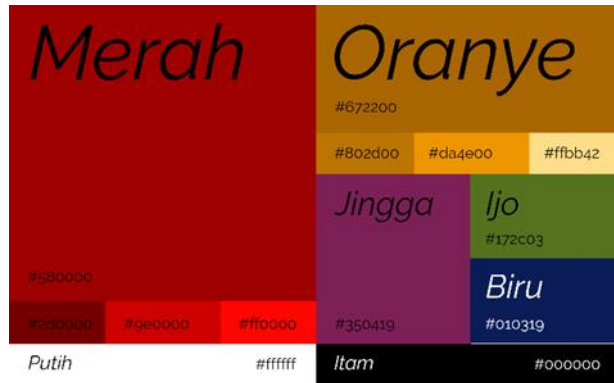 Merah
#580000
#2d0000 #9e0000 #ff0000
Putih #ffffff
Oranye
#672200
#802d00 #da4e00 #ffbb42
Jingga
#350419
Ijo
#172c03
Biru
#010319
Itam #000000